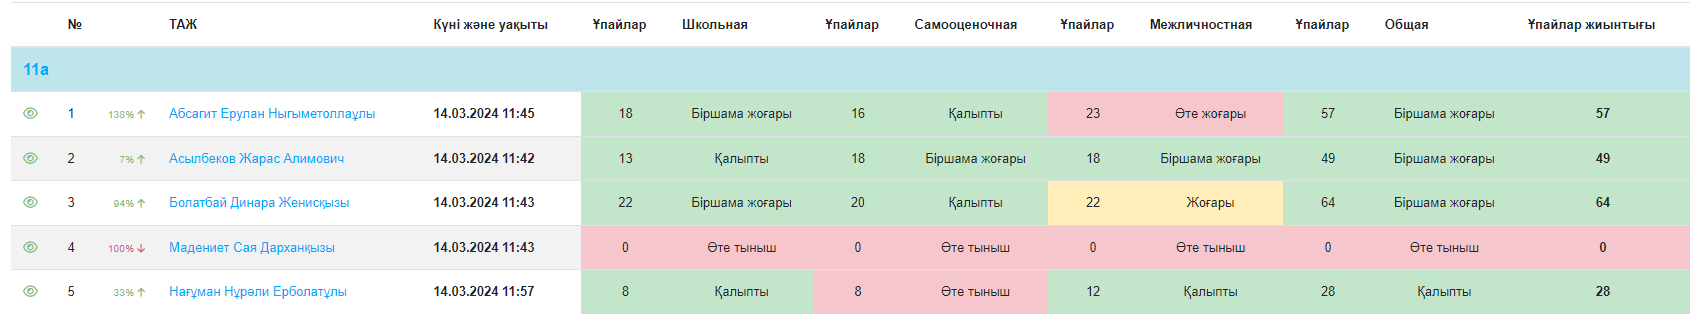 № ТАЖ Күні және уақыты Ұпайлар Школьная Ұпайлар Самооценочная Ұпайлар Межличностная Ұпайлар Общая Ұпайлар жиынтығы
11а
1 138% ↑ Абсагит Ерулан Нығыметоллаұлы 14.03.2024 11:45 18 Біршама жоғары 16 Қалыпты 23 Өте жоғары 57 Біршама жоғары 57
2 7% ↑ Асылбеков Жарас Алимович 14.03.2024 11:42 13 Қалыпты 18 Біршама жоғары 18 Біршама жоғары 49 Біршама жоғары 49
3 94% ↑ Болатбай Динара Женисқызы 14.03.2024 11:43 22 Біршама жоғары 20 Қалыпты 22 Жоғары 64 Біршама жоғары 64
4 100% ↓ Мадениет Сая Дарханқызы 14.03.2024 11:43 0 Өте тыныш 0 Өте тыныш 0 Өте тыныш 0 Өте тыныш 0
5 33% ↑ Нағұман Нұрәли Ерболатұлы 14.03.2024 11:57 8 Қалыпты 8 Өте тыныш 12 Қалыпты 28 Қалыпты 28